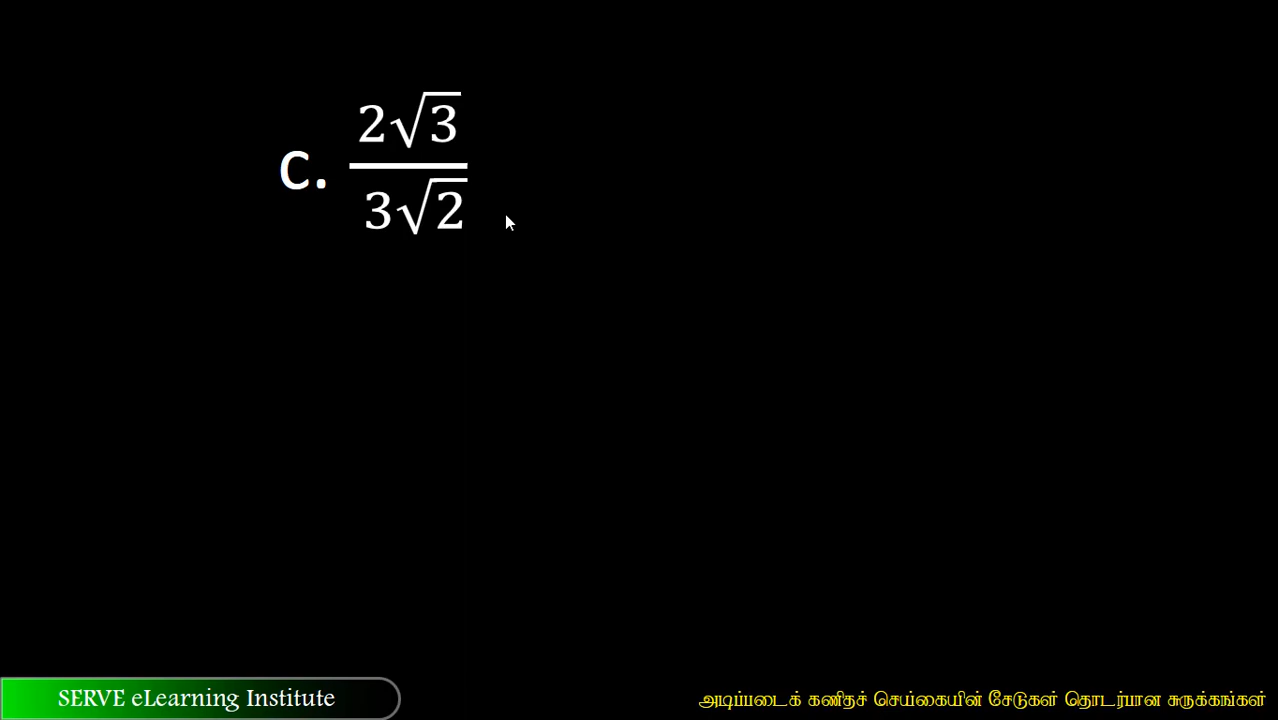 c. 2√3
3√2
SERVE eLearning Institute
அடிப்படைக் கணிதச் செய்கையின் சேடுகள் தொடர்பான சுருக்கங்கள்